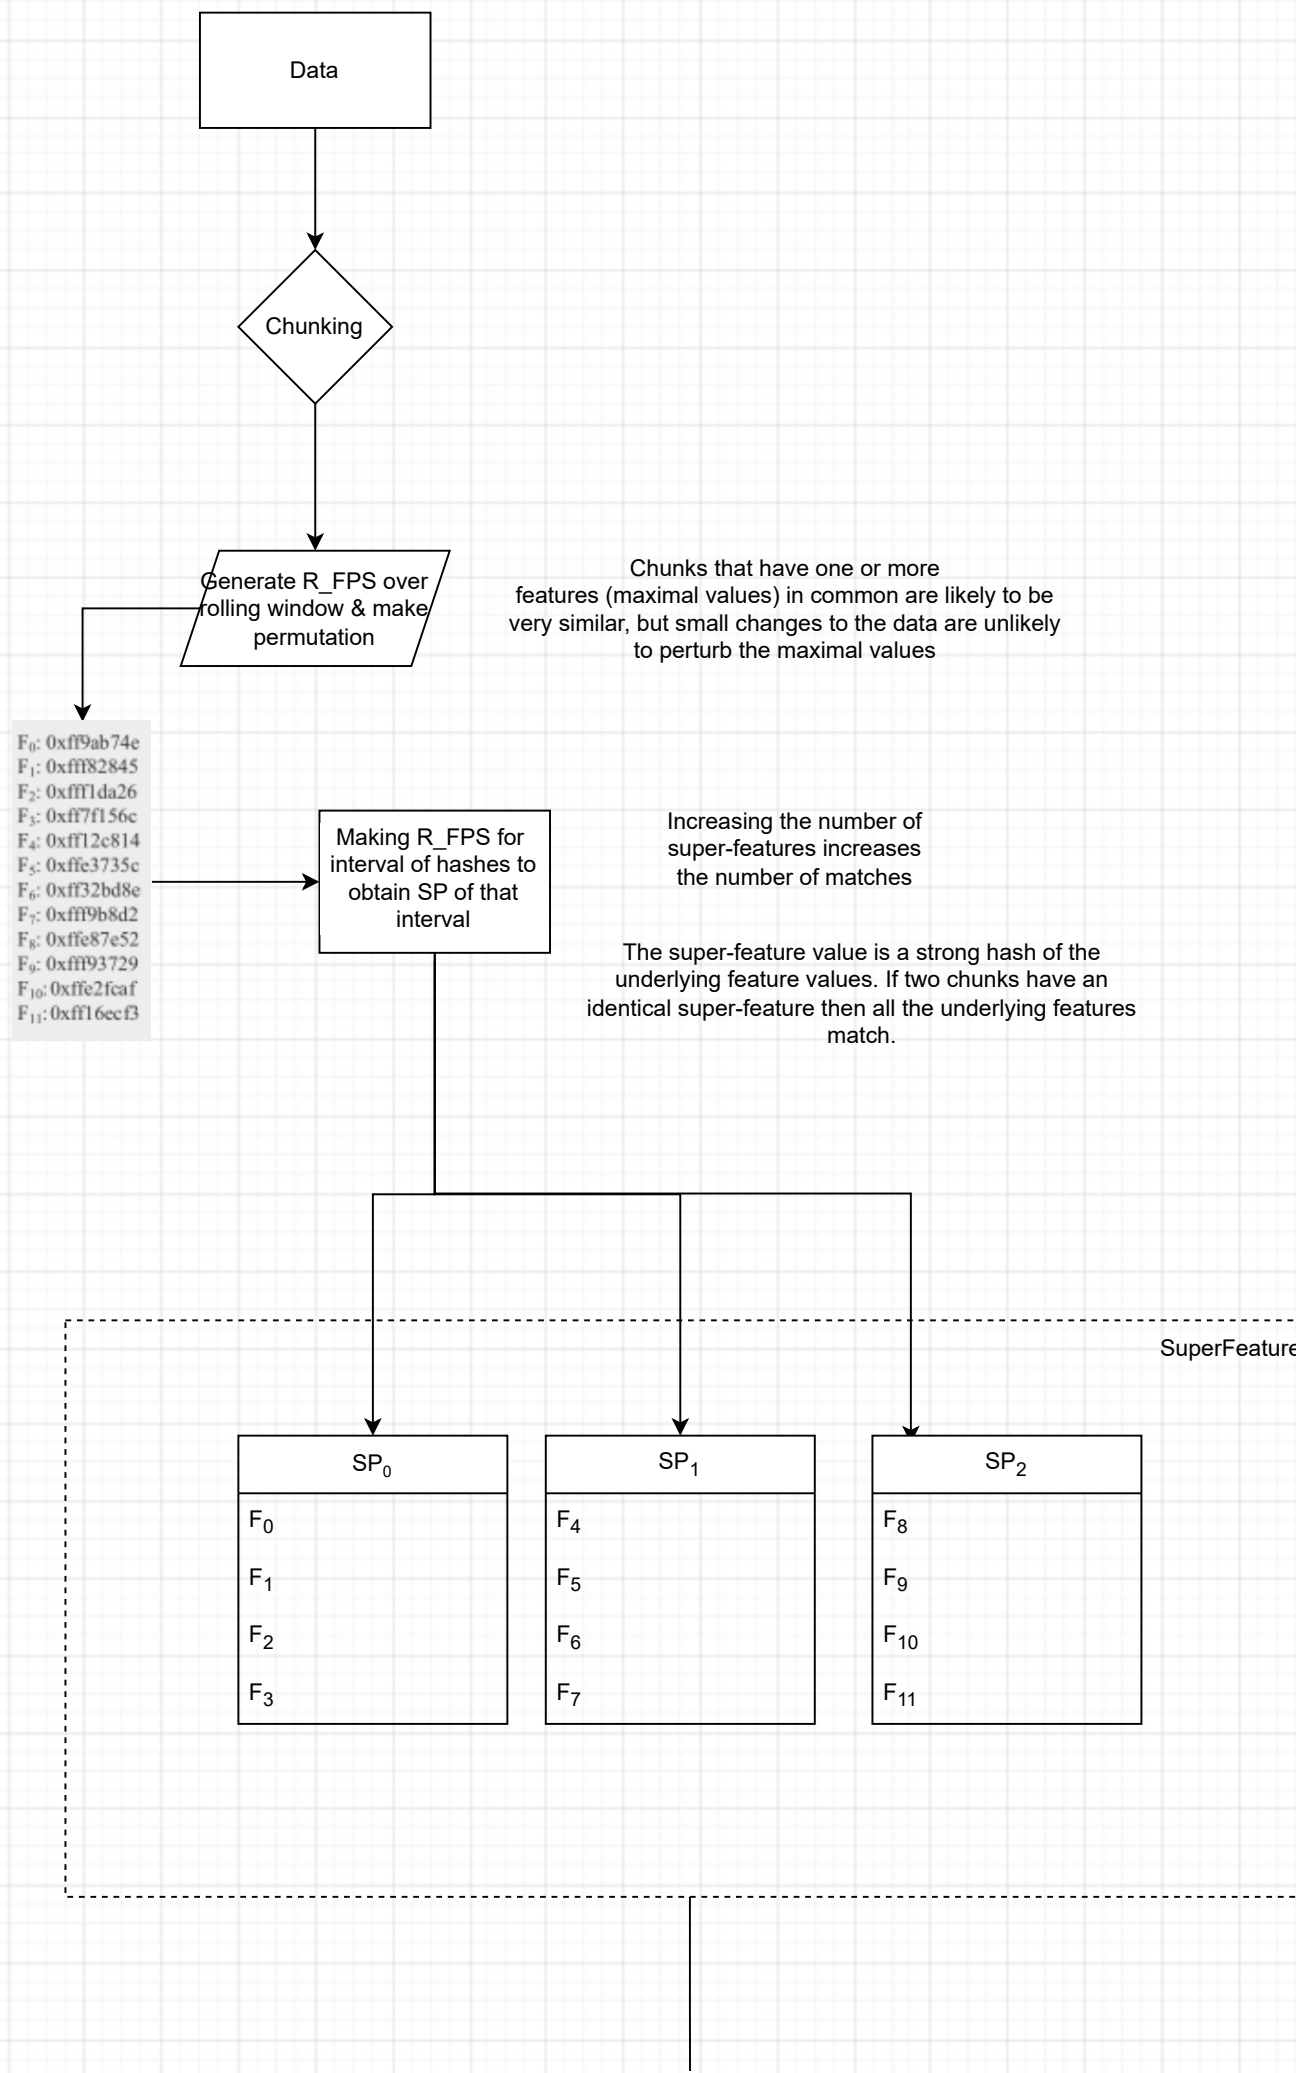 Data
Chunking
Generate R_FPS over
rolling window & make
permutation
Chunks that have one or more
features (maximal values) in common are likely to be
very similar, but small changes to the data are unlikely
to perturb the maximal values
F₀: 0xff9ab74e
F₁: 0xfff82845
F₂: 0xfff1da26
F₃: 0xff7f156c
F₄: 0xff12c814
F₅: 0xffe3735c
F₆: 0xff32bd8e
F₇: 0xfff9b8d2
F₈: 0xffe87e52
F₉: 0xfff93729
F₁₀: 0xffe2fcaf
F₁₁: 0xff16ecf3
Making R_FPS for
interval of hashes to
obtain SP of that
interval
Increasing the number of
super-features increases
the number of matches
The super-feature value is a strong hash of the
underlying feature values. If two chunks have an
identical super-feature then all the underlying features
match.
SuperFeature
SP₀
F₀
F₁
F₂
F₃
SP₁
F₄
F₅
F₆
F₇
SP₂
F₈
F₉
F₁₀
F₁₁